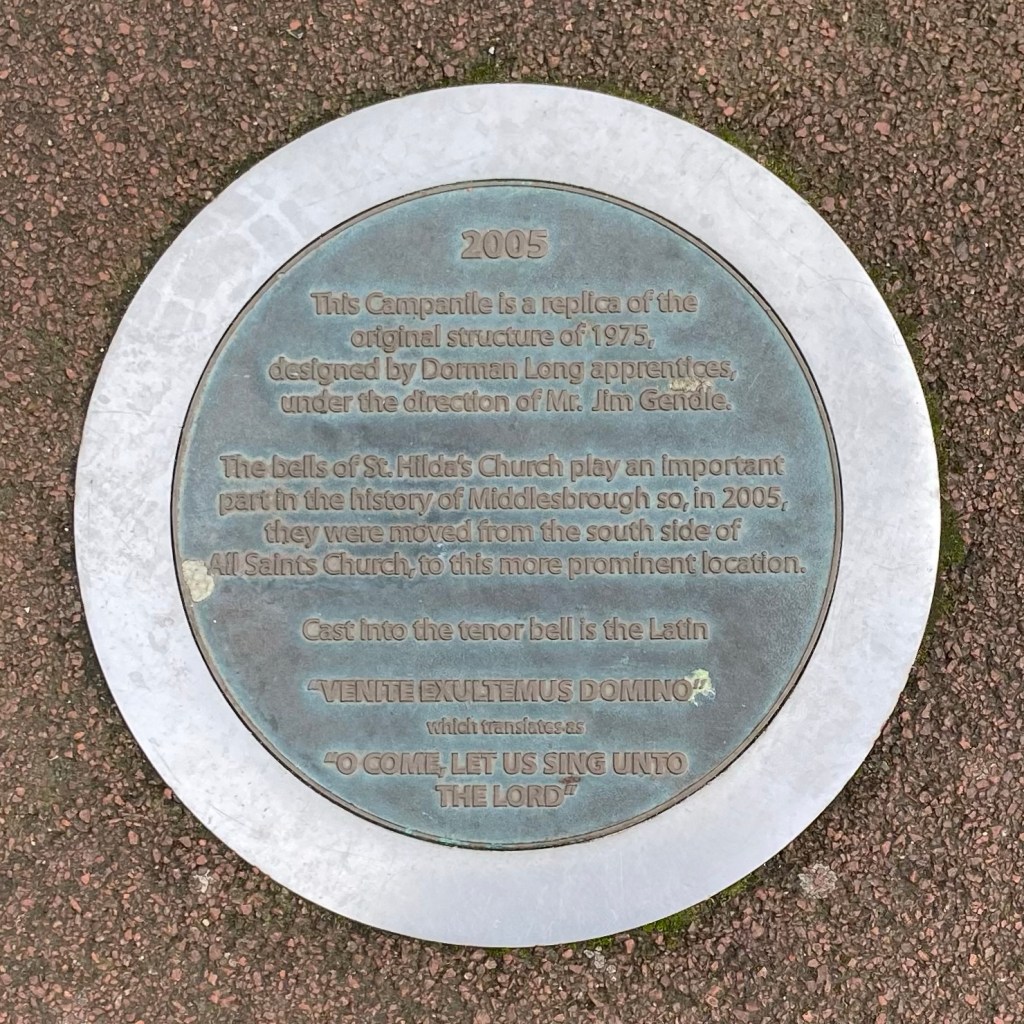 2005
This Campanile is a replica of the
original structure of 1975,
designed by Dorman Long apprentices,
under the direction of Mr. Jim Gendle.
The bells of St. Hilda's Church play an important
part in the history of Middlesbrough so, in 2005,
they were moved from the south side of
All Saints Church, to this more prominent location.
Cast into the tenor bell is the Latin
"VENITE EXULTEMUS DOMINO"
which translates as
"O COME, LET US SING UNTO
THE LORD"